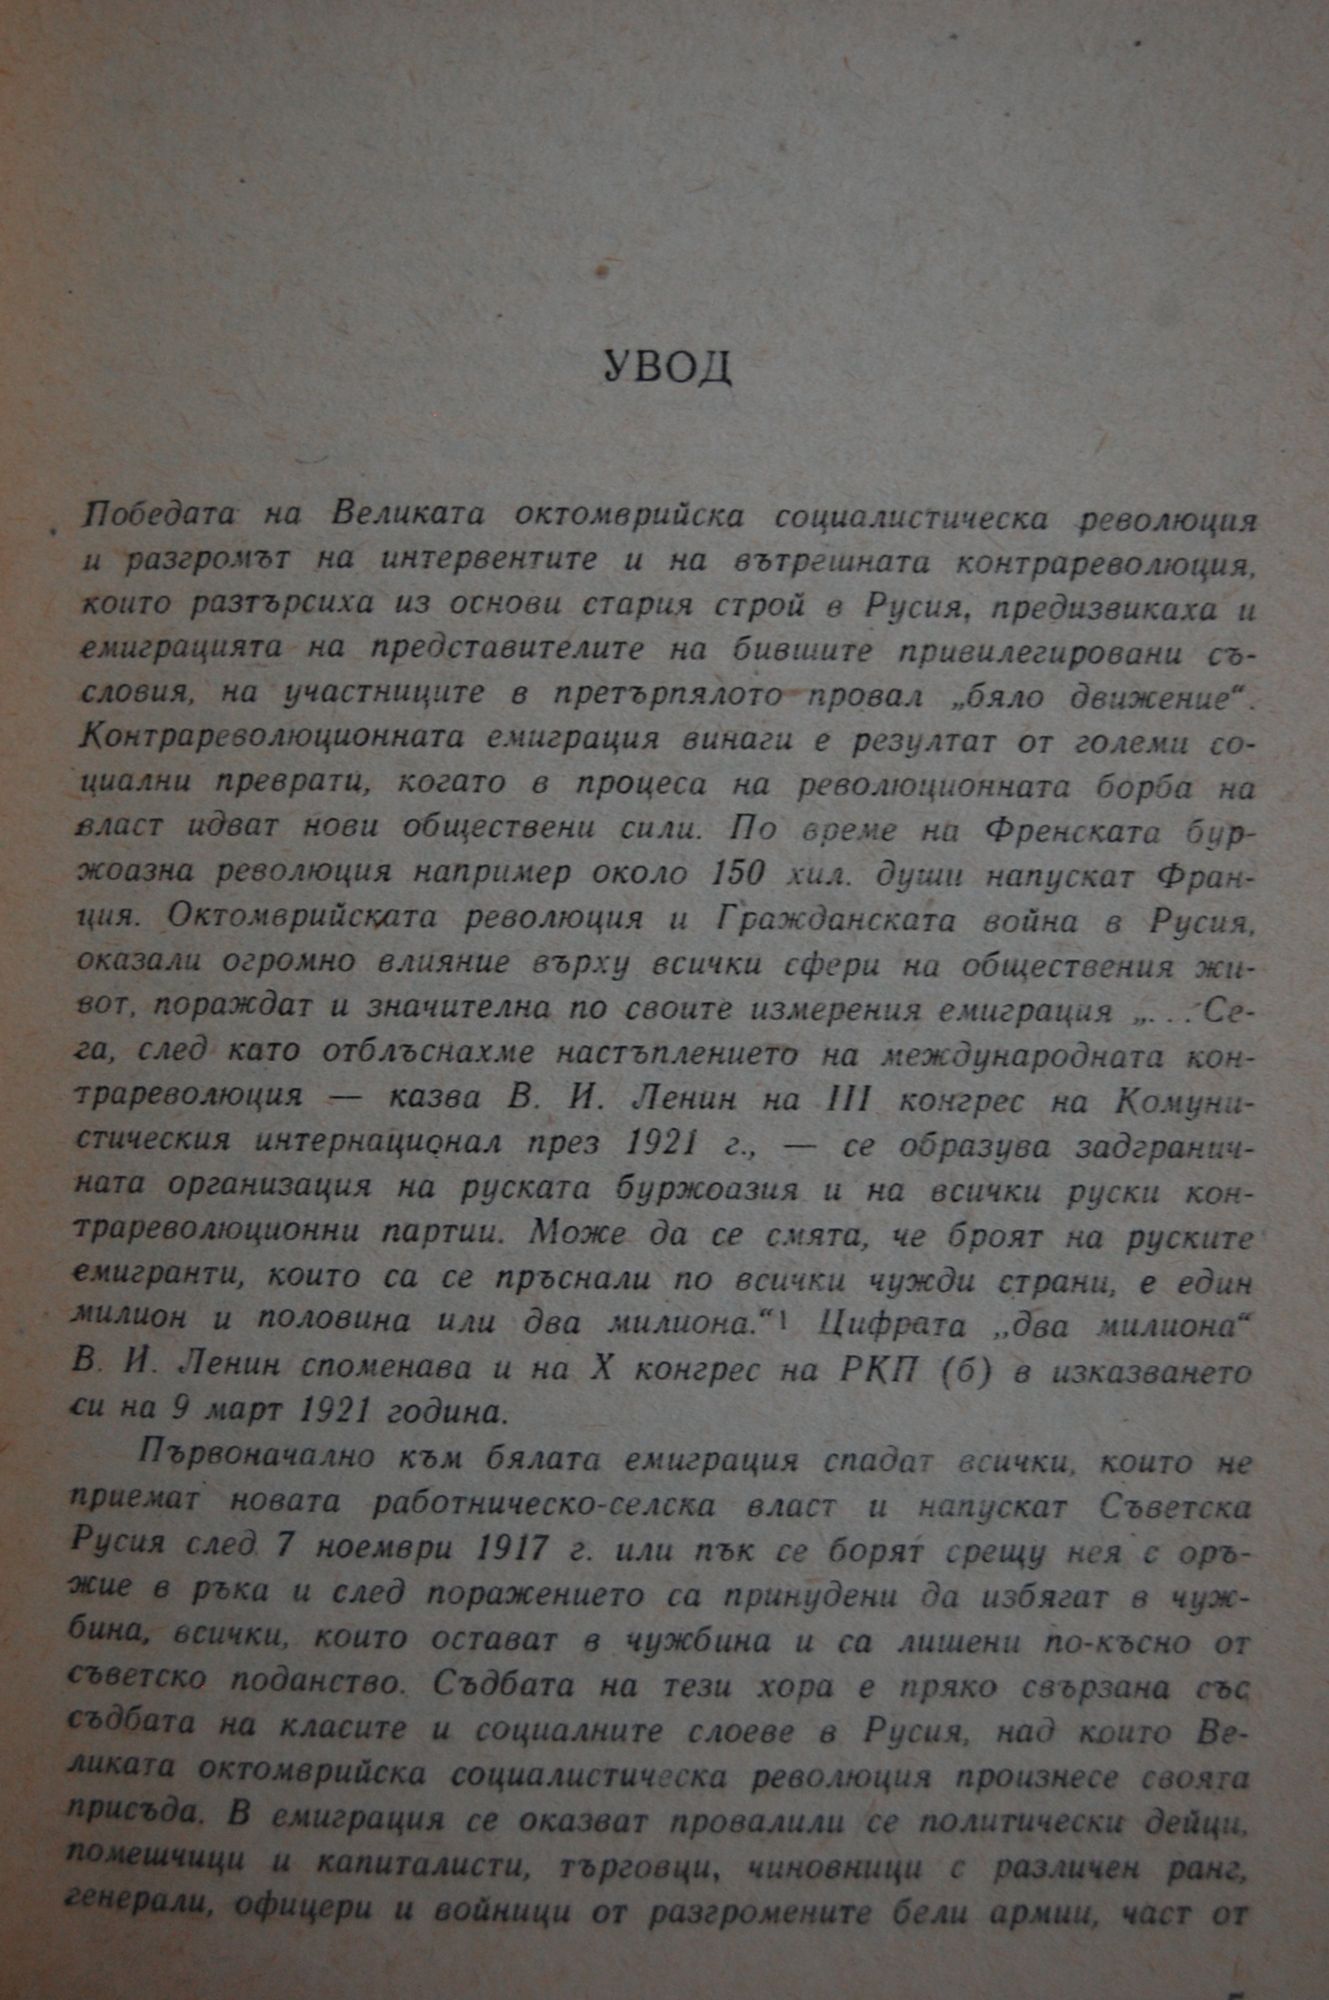 УВОД
Победата на Великата октомврийска социалистическа революция
и разгромът на интервентите и на вътрешната контрареволюция,
които разтърсиха из основи стария строй в Русия, предизвикаха и
емиграцията на представителите на бившите привилегировани съ-
словия, на участниците в претърпялото провал „бяло движение“.
Контрареволюционната емиграция винаги е резултат от големи со-
циални преврати, когато в процеса на революционната борба на
власт идват нови обществени сили. По време на Френската бур-
жоазна революция например около 150 хил. души напускат Фран-
ция. Октомврийската революция и Гражданската война в Русия,
оказали огромно влияние върху всички сфери на обществения жи-
вот, пораждат и значителна по своите измерения емиграция „... Се-
га, след като отблъснахме настъплението на международната кон-
трареволюция — казва В. И. Ленин на III конгрес на Комуни-
стическия интернационал през 1921 г., — се образува задгранич-
ната организация на руската буржоазия и на всички руски кон-
трареволюционни партии. Може да се смята, че броят на руските
емигранти, които са се пръснали по всички чужди страни, е един
милион и половина или два милиона.“1 Цифрата „два милиона“
В. И. Ленин споменава и на X конгрес на РКП (б) в изказването
си на 9 март 1921 година.
Първоначално към бялата емиграция спадат всички, които не
приемат новата работническо-селска власт и напускат Съветска
Русия след 7 ноември 1917 г. или пък се борят срещу нея с оръ-
жие в ръка и след поражението са принудени да избягат в чуж-
бина, всички, които остават в чужбина и са лишени по-късно от
съветско поданство. Съдбата на тези хора е пряко свързана със
съдбата на класите и социалните слоеве в Русия, над които Ве-
ликата октомврийска социалистическа революция произнесе своята
присъда. В емиграция се оказват провалили се политически дейци,
помешчици и капиталисти, търговци, чиновници с различен ранг,
генерали, офицери и войници от разгромените бели армии, част от